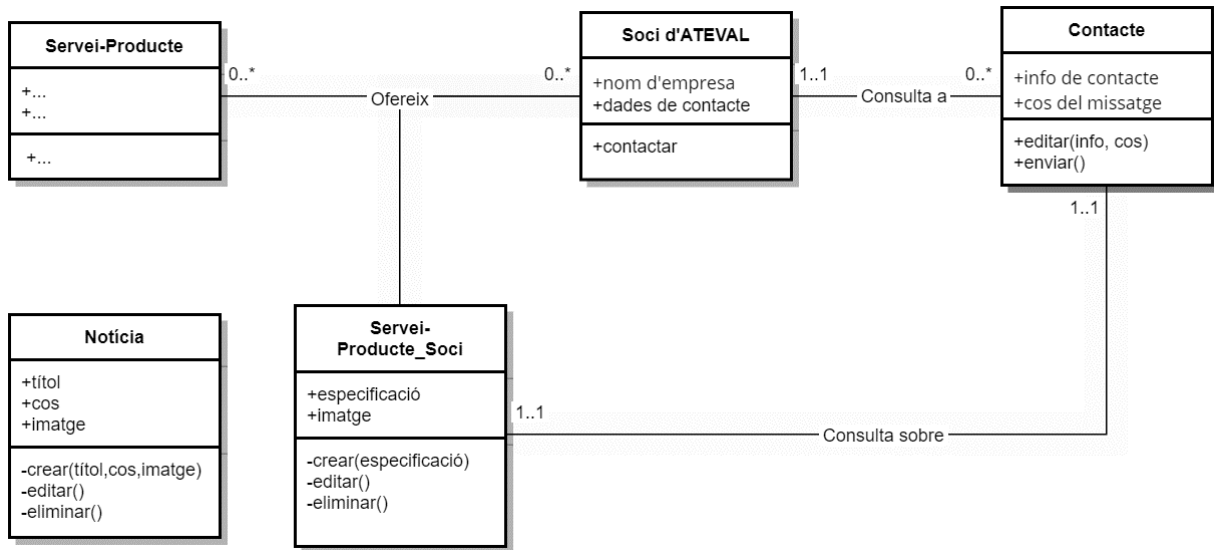 Servei-Producte
+...
+...
+...
0..*
Ofereix
0..*
Soci d'ATEVAL
+nom d'empresa
+dades de contacte
+contactar
1..1
Consulta a
0..*
Contacte
+info de contacte
+cos del missatge
+editar(info, cos)
+enviar()
1..1
Notícia
+títol
+cos
+imatge
-crear(títol,cos,imatge)
-editar()
-eliminar()
Servei-
Producte_Soci
+especificació
+imatge
-crear(especificació)
-editar()
-eliminar()
1..1
Consulta sobre